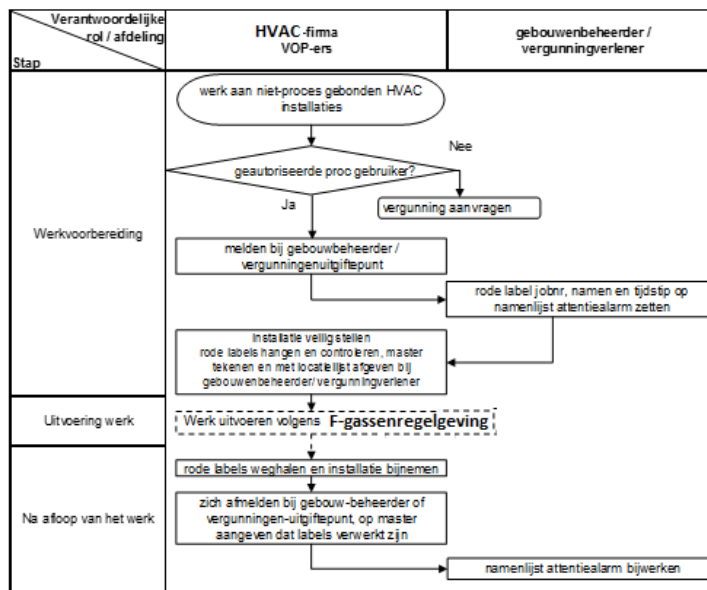 Verantwoordelijke
rol / afdeling
Stap
HVAC-firma
VOP-ers
gebouwenbeheerder /
vergunningverlener
werk aan niet-proces gebonden HVAC
installaties
Nee
geautoriseerde proc gebruiker?
Ja
vergunning aanvragen
Werkvoorbereiding
melden bij gebouwbeheerder /
vergunningenuitgiftepunt
rode label jobnr, namen en tijdstip op
namenlijst attentiealarm zetten
installatie veilig stellen
rode labels hangen en controleren, master
tekenen en met locatielijst afgeven bij
gebouwenbeheerder/ vergunningverlener
Uitvoering werk
Werk uitvoeren volgens F-gassenregelgeving
rode labels weghalen en installatie bijnemen
Na afloop van het werk
zich afmelden bij gebouw-beheerder of
vergunningen-uitgiftepunt, op master
aangeven dat labels verwerkt zijn
namenlijst attentiealarm bijwerken